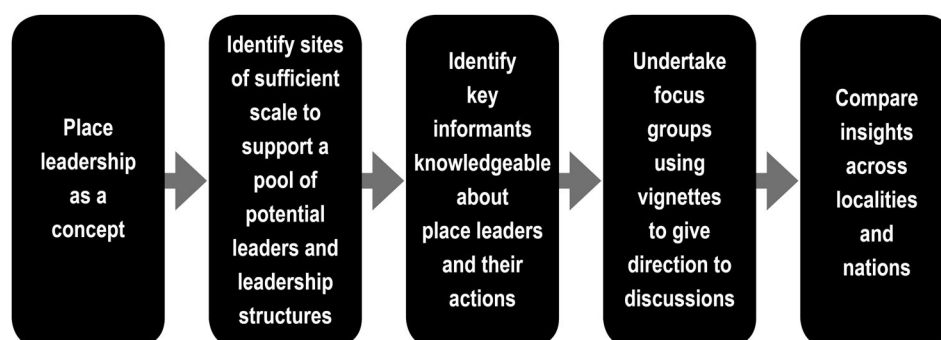 Place
leadership
as a
concept
Identify sites
of sufficient
scale to
support a
pool of
potential
leaders and
leadership
structures
Identify
key
informants
knowledgeable
about
place leaders
and their
actions
Undertake
focus
groups
using
vignettes
to give
direction to
discussions
Compare
insights
across
localities
and
nations